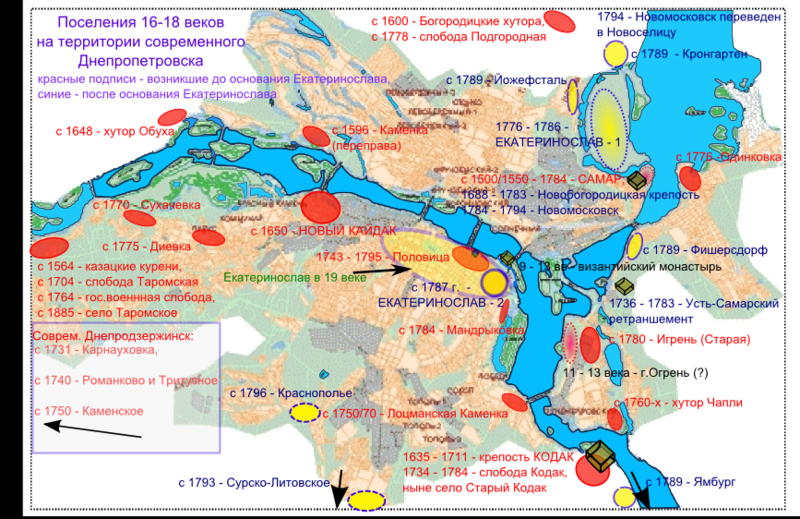 Поселения 16-18 веков
на территории современного
Днепропетровска
красные подписи - возникшие до основания Екатеринослава,
синие - после основания Екатеринослава
с 1600 - Богородицкие хутора,
с 1778 - слобода Подгородная
1794 - Новомосковск переведен
в Новоселицу
с 1789 - Кронгартен
с 1789 - Йожефсталь
1776 - 1786 -
ЕКАТЕРИНОСЛАВ - 1
с 1648 - хутор Обуха
с 1596 - Каменка
(переправа)
с 1776 - Одинковка
с 1500/1550 - 1784 - САМАР,
1688 - 1783 - Новобогородицкая крепость
1784 - 1794 - Новомосковск
с 1770 - Сухачевка
с 1650 - НОВЫЙ КАЙДАК
с 1775 - Диевка
1743 - 1795 - Половица
с 1789 - Фишерсдорф
9 - 13 вв - византийский монастырь
с 1564 - казацкие курени,
с 1704 - слобода Таромская
с 1764 - гос.военнная слобода,
с 1885 - село Таромское
Екатеринослав в 19 веке
с 1787 г. -
ЕКАТЕРИНОСЛАВ - 2
1736 - 1783 - Усть-Самарский
ретраншемент
с 1784 - Мандрыковка
с 1780 - Игрень (Старая)
Соврем. Днепродзержинск:
с 1731 - Карнауховка,
с 1740 - Романково и Тритузное
с 1750 - Каменское
11 - 13 века - г.Огрень (?)
с 1796 - Краснополье
с 1750/70 - Лоцманская Каменка
с 1760-х - хутор Чапли
ТОПОЛЬ 3
ТОПОЛЬ 2
1635 - 1711 - крепость КОДАК
1734 - 1784 - слобода Кодак,
ныне село Старый Кодак
с 1793 - Сурско-Литовское
с 1789 - Ямбург